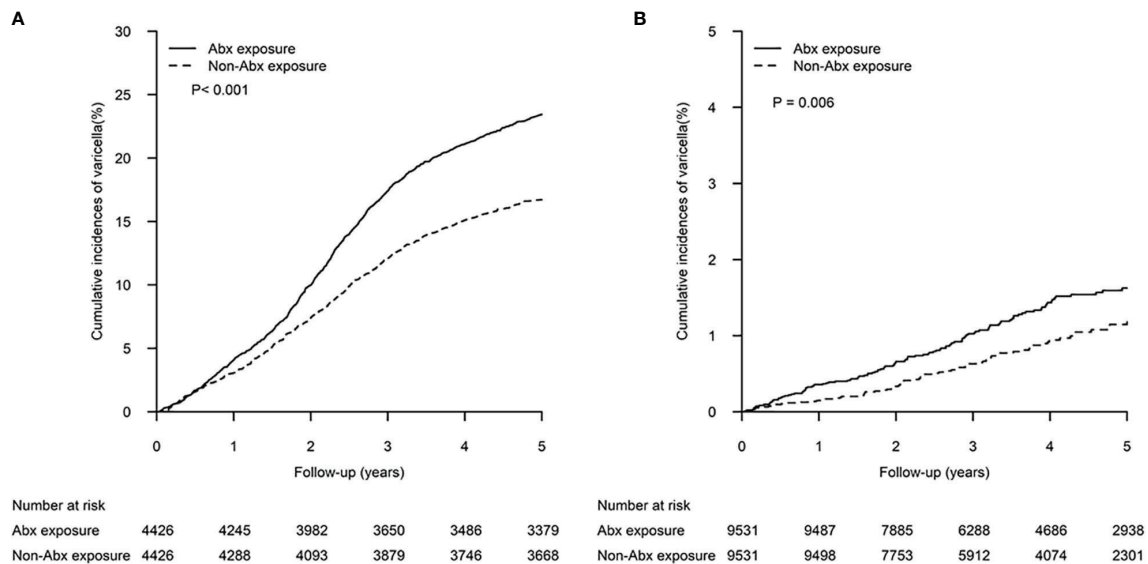 A
Cumulative incidences of varicella(%)
30
25
20
15
10
5
0
Abx exposure
Non-Abx exposure
P< 0.001
0 1 2 3 4 5
Follow-up (years)
Number at risk
Abx exposure 4426 4245 3982 3650 3486 3379
Non-Abx exposure 4426 4288 4093 3879 3746 3668
B
Cumulative incidences of varicella(%)
5
4
3
2
1
0
Abx exposure
Non-Abx exposure
P = 0.006
0 1 2 3 4 5
Follow-up (years)
Number at risk
Abx exposure 9531 9487 7885 6288 4686 2938
Non-Abx exposure 9531 9498 7753 5912 4074 2301